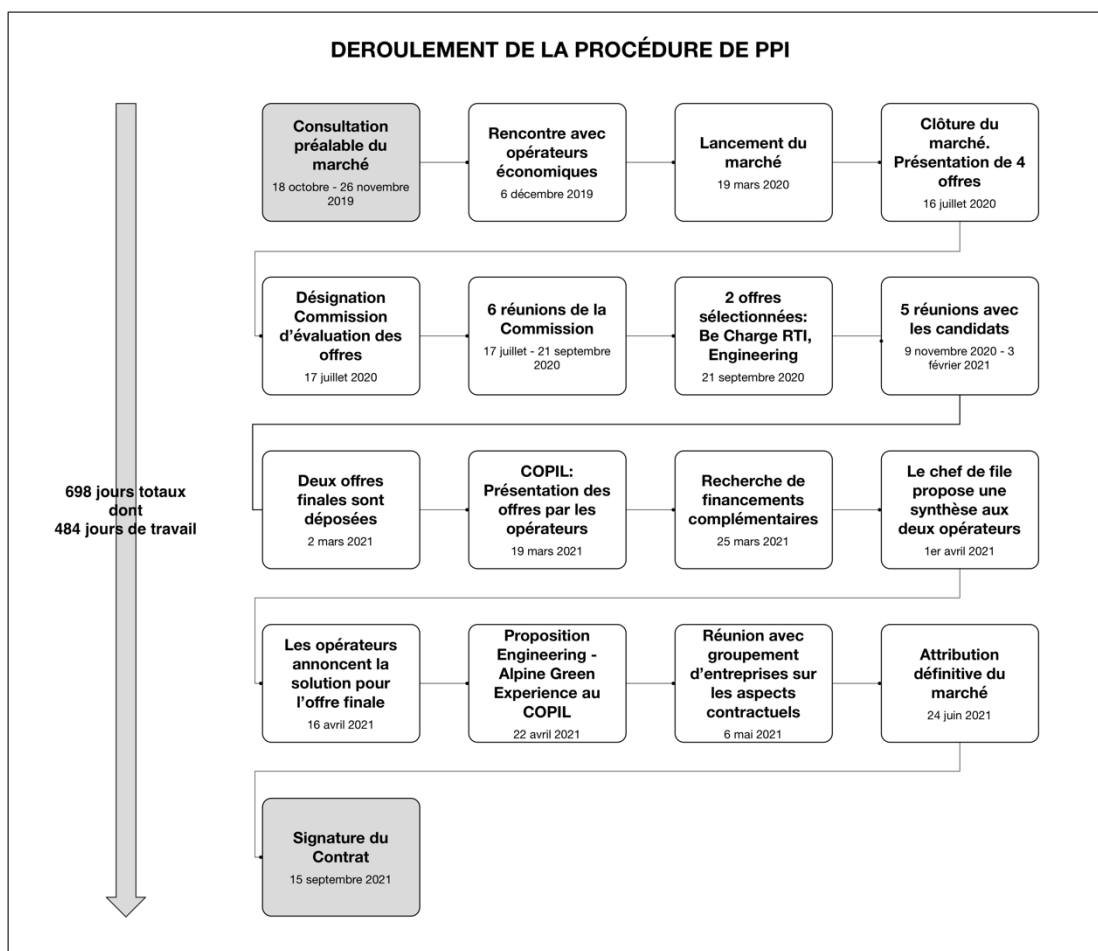 DEROULEMENT DE LA PROCÉDURE DE PPI
Consultation
préalable du
marché
18 octobre - 26 novembre
2019
Rencontre avec
opérateurs
économiques
6 décembre 2019
Lancement du
marché
19 mars 2020
Clôture du
marché.
Présentation de 4
offres
16 juillet 2020
Désignation
Commission
d’évaluation des
offres
17 juillet 2020
6 réunions de la
Commission
17 juillet - 21 septembre
2020
2 offres
sélectionnées:
Be Charge RTI,
Engineering
21 septembre 2020
5 réunions avec
les candidats
9 novembre 2020 - 3
février 2021
698 jours totaux
dont
484 jours de travail
Deux offres
finales sont
déposées
2 mars 2021
COPIL:
Présentation des
offres par les
opérateurs
19 mars 2021
Recherche de
financements
complémentaires
25 mars 2021
Le chef de file
propose une
synthèse aux
deux opérateurs
1er avril 2021
Les opérateurs
annoncent la
solution pour
l’offre finale
16 avril 2021
Proposition
Engineering -
Alpine Green
Experience au
COPIL
22 avril 2021
Réunion avec
groupement
d’entreprises sur
les aspects
contractuels
6 mai 2021
Attribution
définitive du
marché
24 juin 2021
Signature du
Contrat
15 septembre 2021